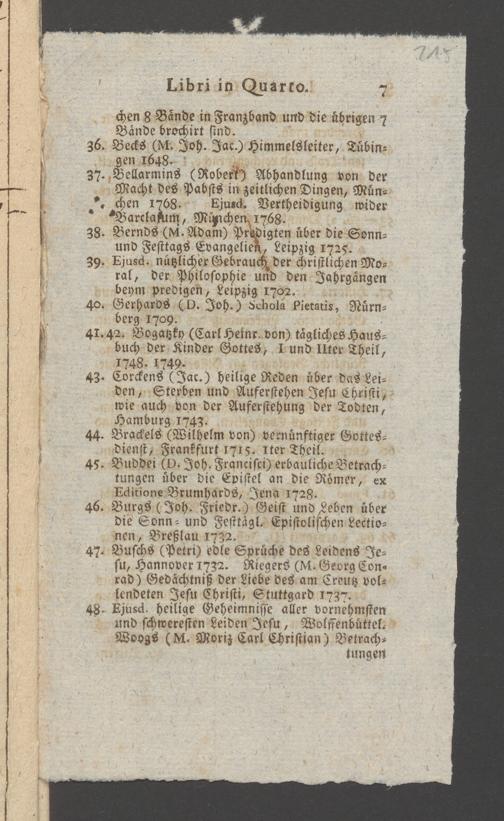 215
Libri in Quarto. 7
chen 8 Bände in Franzband und die übrigen 7
Bände brochirt sind.
36. Becks (M. Joh. Jac.) Himmelsleiter, Tübin-
gen 1648.
37. Bellarmins (Robert) Abhandlung von der
Macht des Pabsts in zeitlichen Dingen, Mün-
chen 1768. Ejusd. Vertheidigung wider
Barclajum, München, 1768.
38. Bernds (M. Adam) Predigten über die Sonn-
und Festtags Evangelien, Leipzig 1725.
39. Ejusd. nützlicher Gebrauch der christlichen Mo-
ral, der Philosophie und den Jahrgängen
beym predigen, Leipzig 1702.
40. Gerhards (D. Joh.) Schola Pietatis, Nürn-
berg 1709.
41.42. Bogatzky (Carl Heinr. von) tägliches Haus-
buch der Kinder Gottes, I und IIter Theil,
1748. 1749.
43. Corckens (Jac.) heilige Reden über das Lei-
den, Sterben und Auferstehen Jesu Christi,
wie auch von der Auferstehung der Todten,
Hamburg 1743.
44. Brackels (Wilhelm von) vernünftiger Gottes-
dienst, Frankfurt 1715. 1ter Theil.
45. Buddei (D. Joh. Francisci) erbauliche Betrach-
tungen über die Epistel an die Römer, ex
Editione Brumhards, Jena 1728.
46. Burgs (Joh. Friedr.) Geist und Leben über
die Sonn- und Festtägl. Epistolischen Lectio-
nen, Breßlau 1732.
47. Buschs (Petri) edle Sprüche des Leidens Je-
su, Hannover 1732. Riegers (M. Georg Con-
rad) Gedächtniß der Liebe des am Creutz vol-
lendeten Jesu Christi, Stuttgard 1737.
48. Ejusd. heilige Geheimnisse aller vornehmsten
und schweresten Leiden Jesu, Wolffenbüttel.
Woogs (M. Moriz Carl Christian) Betrach-
tungen